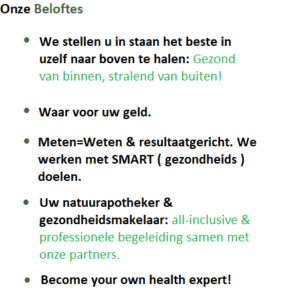 Onze Beloftes
• We stellen u in staan het beste in
uzelf naar boven te halen: Gezond
van binnen, stralend van buiten!
• Waar voor uw geld.
• Meten=Weten & resultaatgericht. We
werken met SMART ( gezondheids )
doelen.
• Uw natuurapotheker &
gezondheidsmakelaar: all-inclusive &
professionele begeleiding samen met
onze partners.
• Become your own health expert!